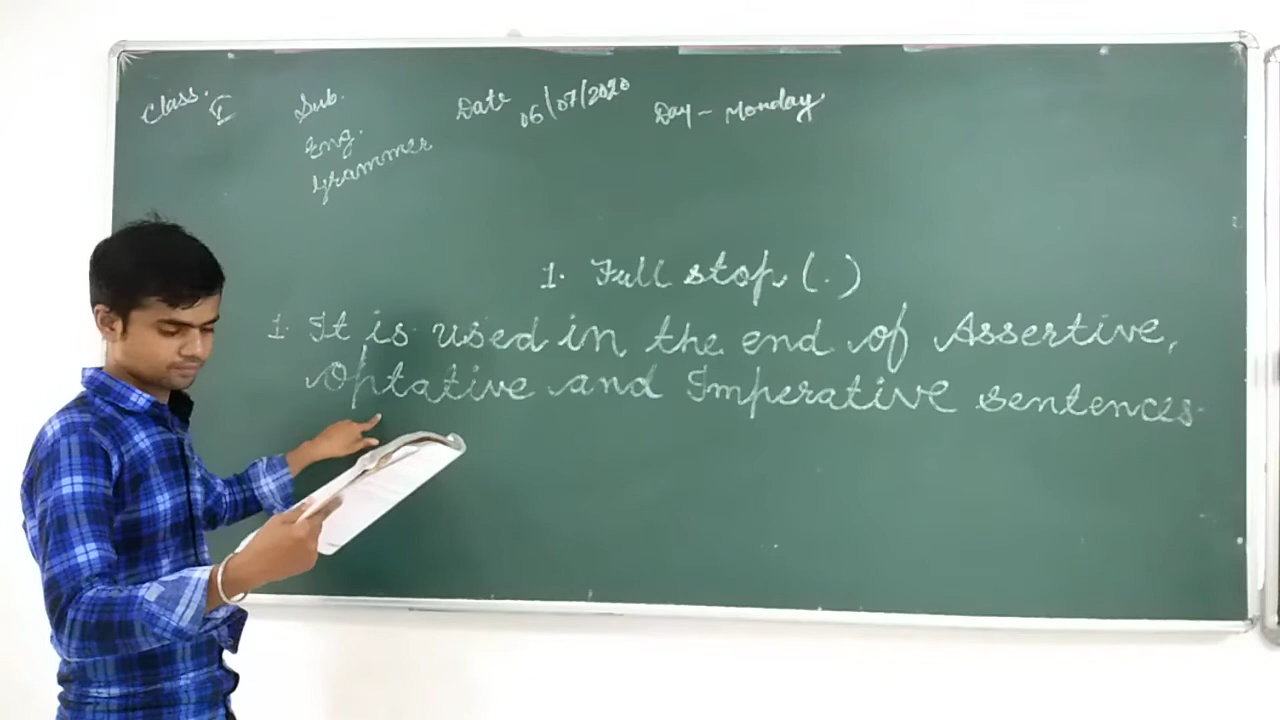 Class. I Sub. Date 06/07/2020 Day - Monday.
Eng.
Grammer
1. Full stop (.)
1. It is used in the end of Assertive,
Optative and Imperative sentences.